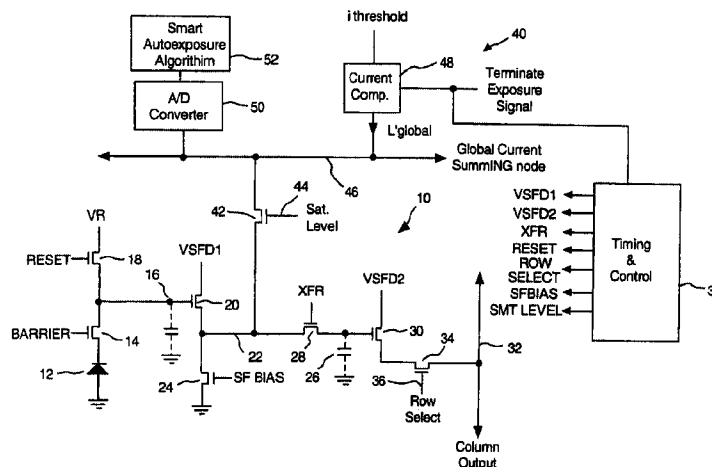 Smart
Autoexposure
Algorithim
52
A/D
Converter
50
i threshold
40
Current
Comp.
48
Terminate
Exposure
Signal
L'global
Global Current
SummING node
46
44
42
Sat.
Level
10
VSFD1
VSFD2
XFR
RESET
ROW
SELECT
SFBIAS
SMT LEVEL
Timing
&
Control
VR
RESET
18
16
VSFD1
20
XFR
VSFD2
30
34
32
BARRIER
14
22
28
26
12
24
SF BIAS
36
Row
Select
Column
Output